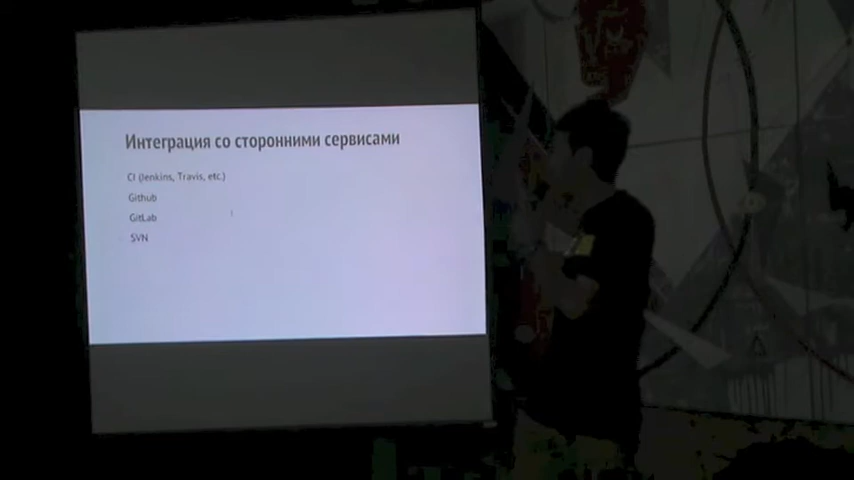 Интеграция со сторонними сервисами
CI (Jenkins, Travis, etc.)
Github
GitLab
SVN